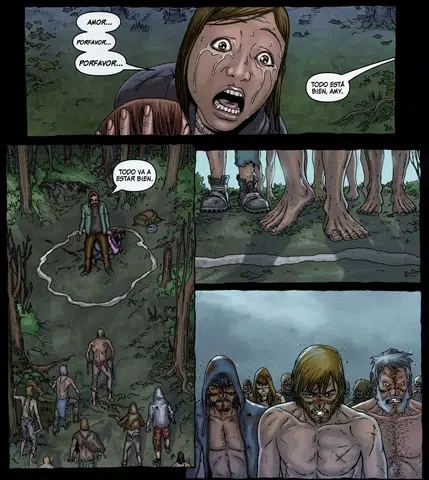 AMOR...
PORFAVOR...
PORFAVOR...
TODO ESTÁ
BIEN, AMY.
TODO VA A
ESTAR BIEN.